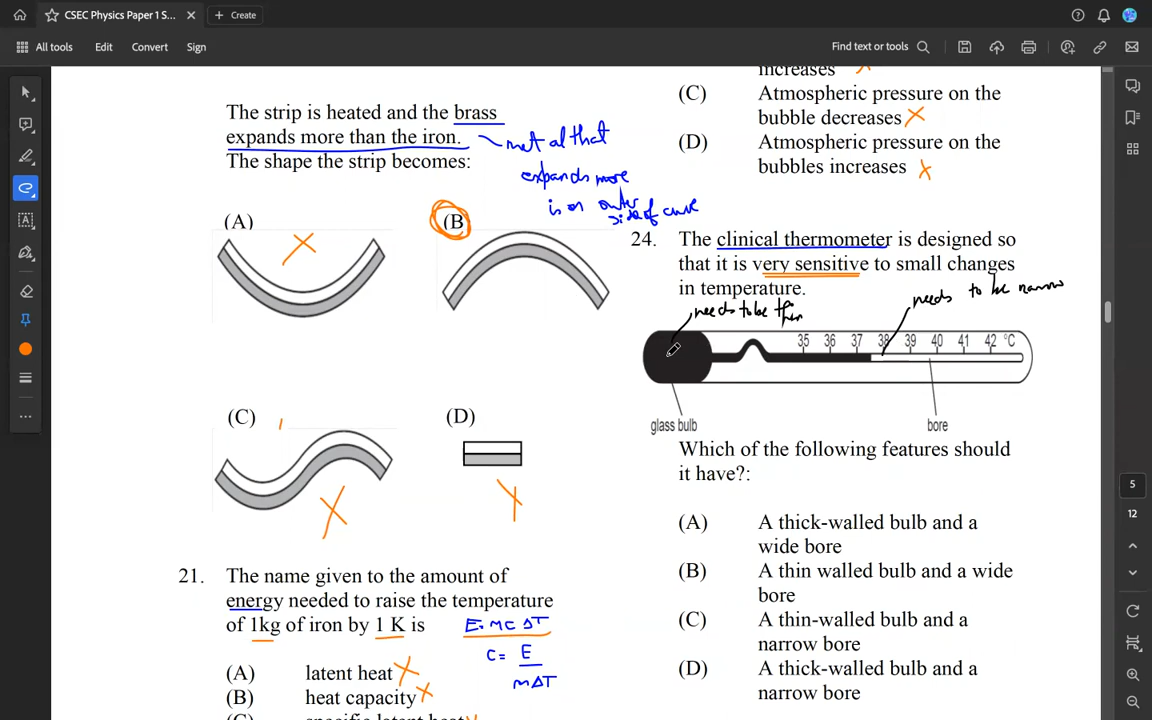 CSEC Physics Paper 1 S...
Create
All tools
Edit
Convert
Sign
Find text or tools
The strip is heated and the brass
expands more than the iron.
The shape the strip becomes:
metal that
expands more
is on outer
side of curve
(A)
(B)
(C)
(D)
21. The name given to the amount of
energy needed to raise the temperature
of 1kg of iron by 1 K is
E=MCΔT
C= E
mΔT
(A) latent heat
(B) heat capacity
(C) specific latent heat
increases
(C) Atmospheric pressure on the
bubble decreases
(D) Atmospheric pressure on the
bubbles increases
24. The clinical thermometer is designed so
that it is very sensitive to small changes
in temperature.
needs to be thin
needs to be narrow
35 36 37 38 39 40 41 42 °C
glass bulb
bore
Which of the following features should
it have?:
(A) A thick-walled bulb and a
wide bore
(B) A thin walled bulb and a wide
bore
(C) A thin-walled bulb and a
narrow bore
(D) A thick-walled bulb and a
narrow bore
5
12